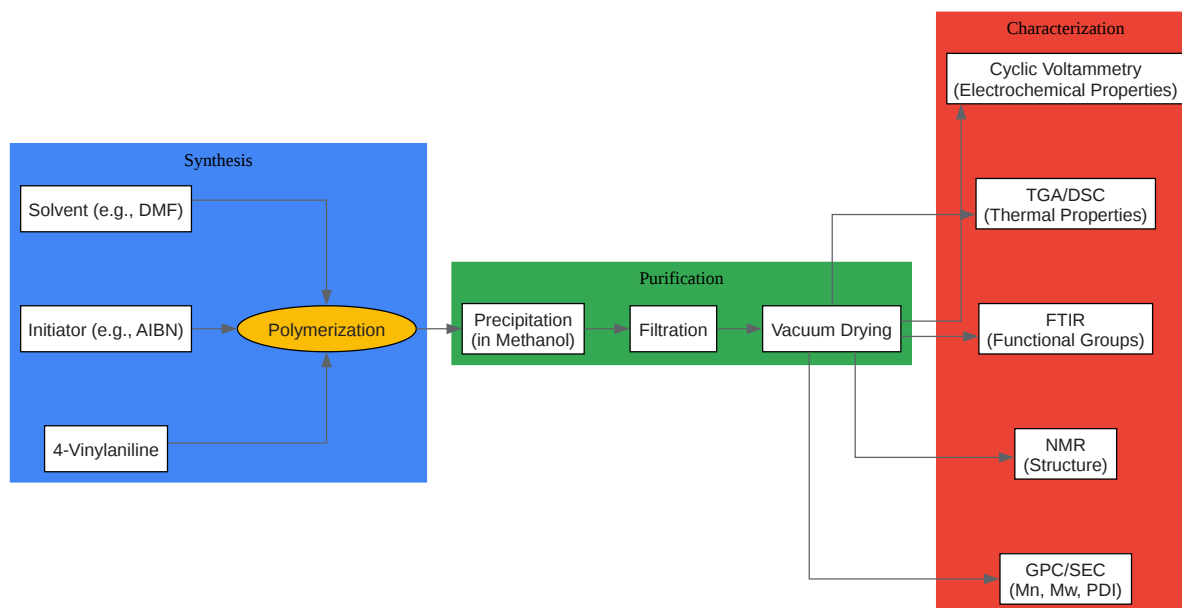 Synthesis
Solvent (e.g., DMF)
Initiator (e.g., AIBN)
4-Vinylaniline
Polymerization
Purification
Precipitation
(in Methanol)
Filtration
Vacuum Drying
Characterization
Cyclic Voltammetry
(Electrochemical Properties)
TGA/DSC
(Thermal Properties)
FTIR
(Functional Groups)
NMR
(Structure)
GPC/SEC
(Mn, Mw, PDI)